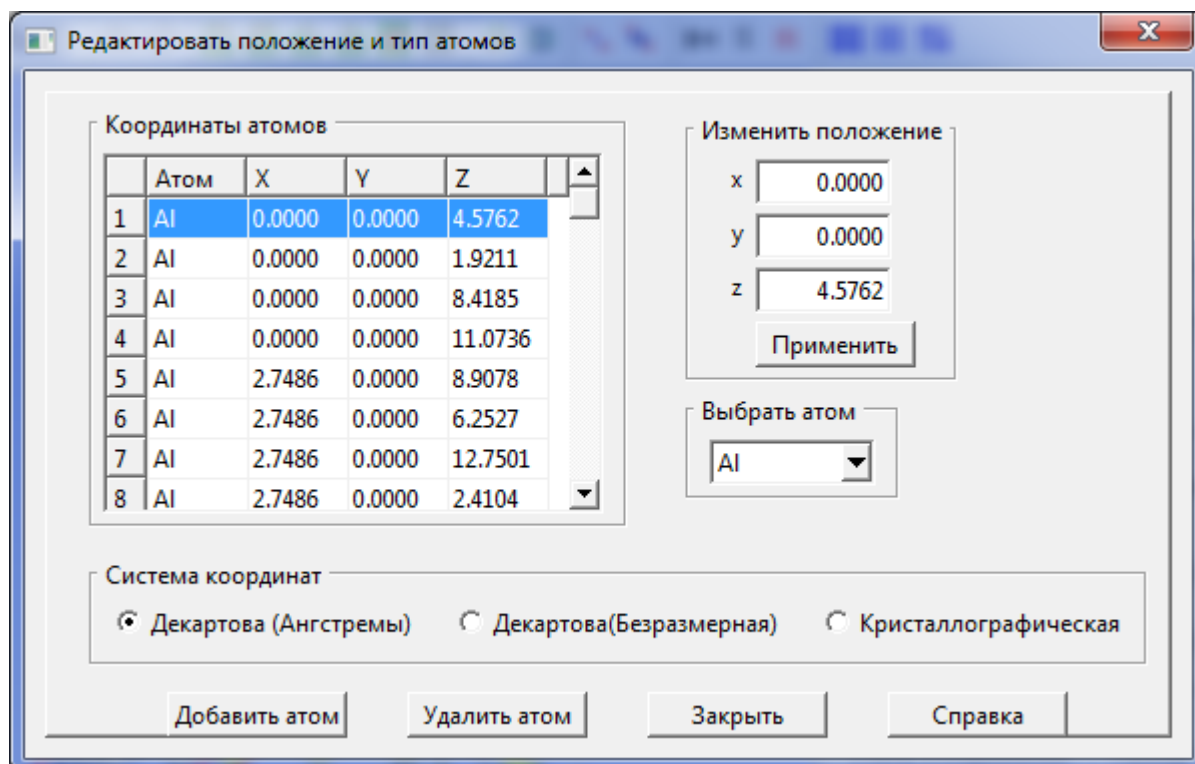 Редактировать положение и тип атомов
Координаты атомов
Атом X Y Z
1 Al 0.0000 0.0000 4.5762
2 Al 0.0000 0.0000 1.9211
3 Al 0.0000 0.0000 8.4185
4 Al 0.0000 0.0000 11.0736
5 Al 2.7486 0.0000 8.9078
6 Al 2.7486 0.0000 6.2527
7 Al 2.7486 0.0000 12.7501
8 Al 2.7486 0.0000 2.4104
Изменить положение
x 0.0000
y 0.0000
z 4.5762
Применить
Выбрать атом
Al
Система координат
Декартова (Ангстремы) Декартова(Безразмерная) Кристаллографическая
Добавить атом Удалить атом Закрыть Справка